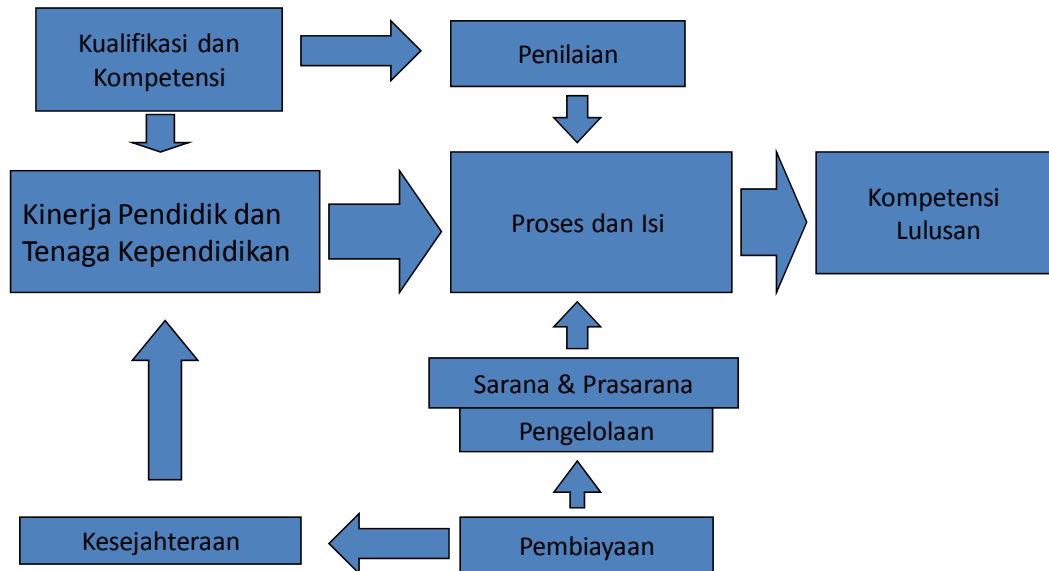 Kualifikasi dan
Kompetensi
Penilaian
Kinerja Pendidik dan
Tenaga Kependidikan
Proses dan Isi
Kompetensi
Lulusan
Sarana & Prasarana
Pengelolaan
Kesejahteraan
Pembiayaan